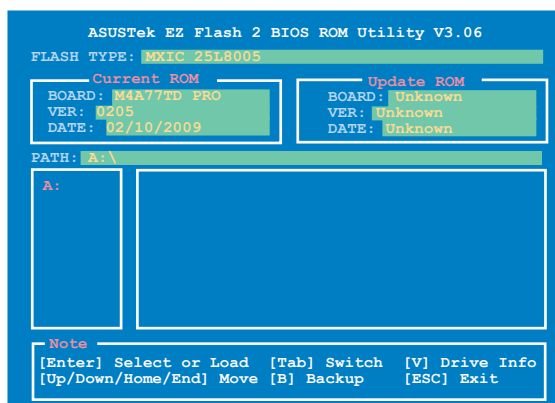 ASUSTek EZ Flash 2 BIOS ROM Utility V3.06
FLASH TYPE: MXIC 25L8005
Current ROM
BOARD: M4A77TD PRO
VER: 0205
DATE: 02/10/2009
Update ROM
BOARD: Unknown
VER: Unknown
DATE: Unknown
PATH: A:\
A:
Note
[Enter] Select or Load [Tab] Switch [V] Drive Info
[Up/Down/Home/End] Move [B] Backup [ESC] Exit